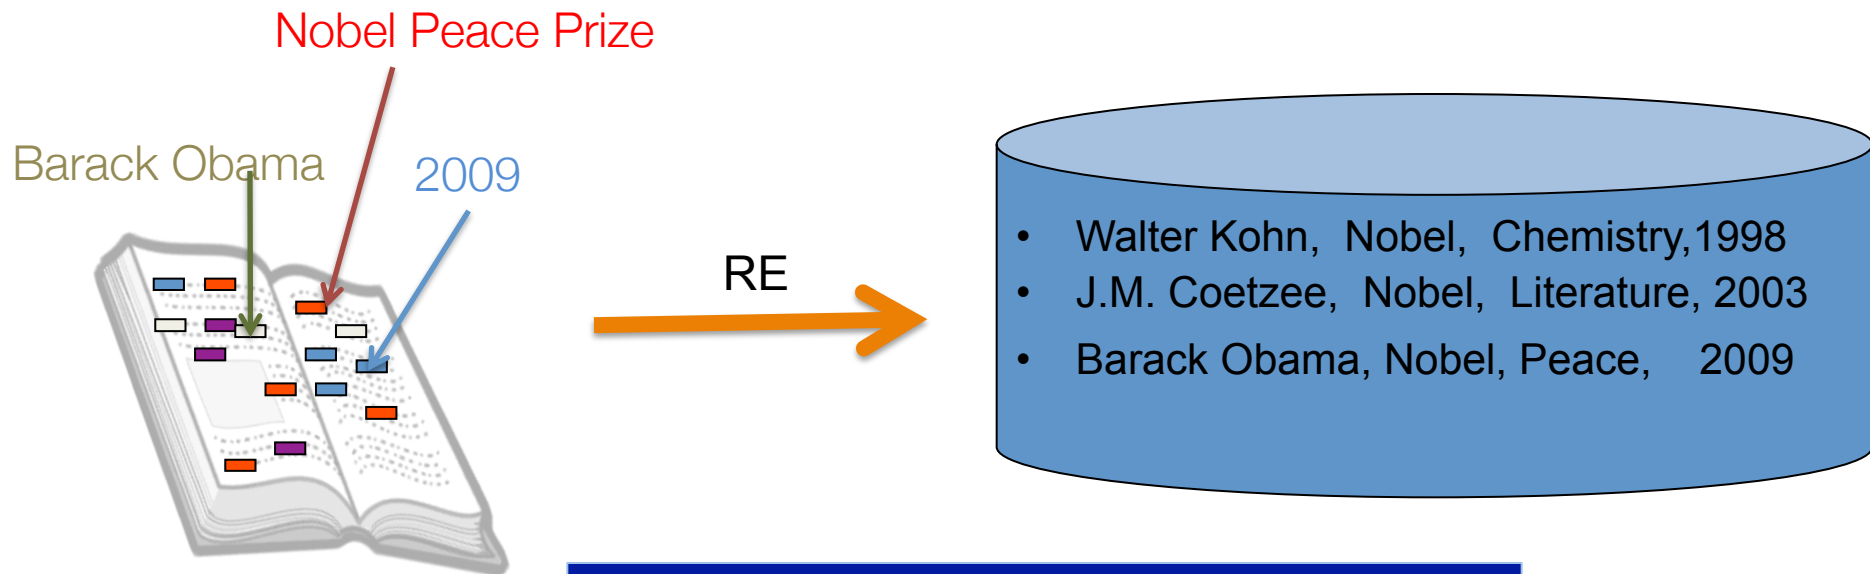 Nobel Peace Prize
Barack Obama
2009
RE
• Walter Kohn, Nobel, Chemistry,1998
• J.M. Coetzee, Nobel, Literature, 2003
• Barack Obama, Nobel, Peace, 2009